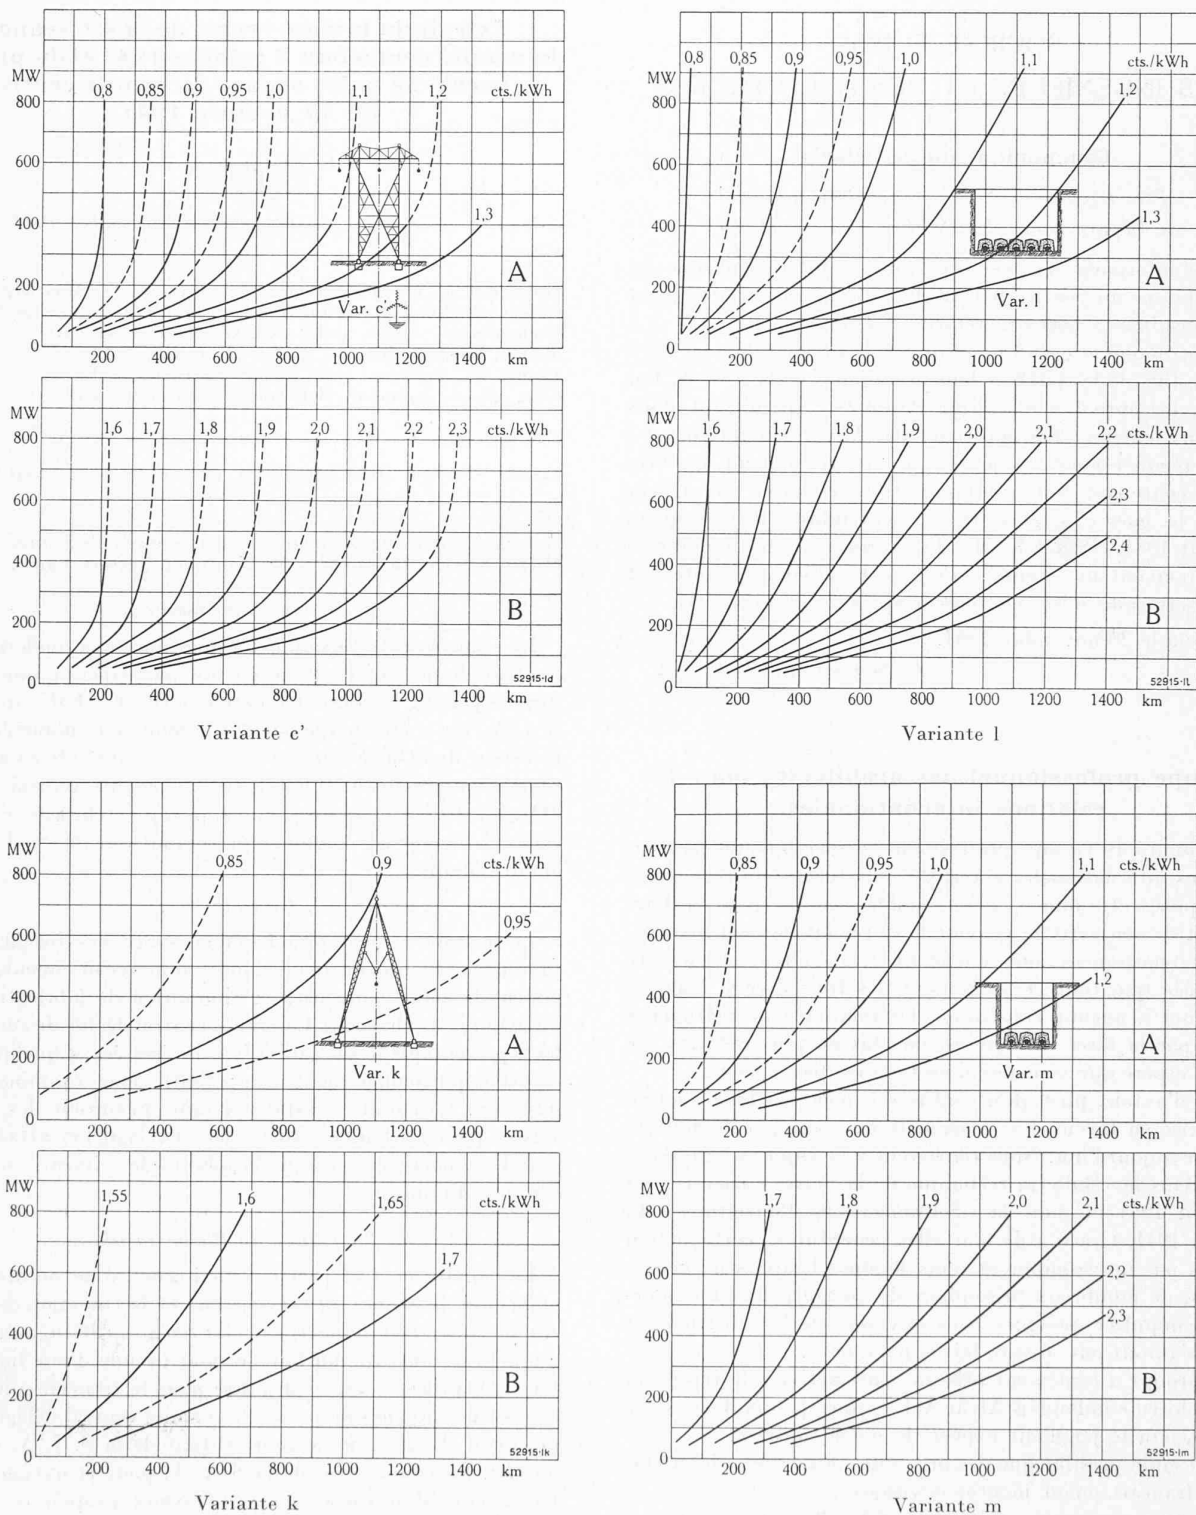 MW
800
600
400
200
0
0,8 0,85 0,9 0,95 1,0 1,1 1,2 cts./kWh
1,3
A
Var. c'
200 400 600 800 1000 1200 1400 km
MW
800
600
400
200
0
1,6 1,7 1,8 1,9 2,0 2,1 2,2 2,3 cts./kWh
B
52915-Id
200 400 600 800 1000 1200 1400 km
Variante c'
MW
800
600
400
200
0
0,8 0,85 0,9 0,95 1,0 1,1 cts./kWh
1,2
1,3
A
Var. l
200 400 600 800 1000 1200 1400 km
MW
800
600
400
200
0
1,6 1,7 1,8 1,9 2,0 2,1 2,2 cts./kWh
2,3
2,4
B
52915-Il
200 400 600 800 1000 1200 1400 km
Variante l
MW
800
600
400
200
0
0,85 0,9 cts./kWh
0,95
A
Var. k
200 400 600 800 1000 1200 1400 km
MW
800
600
400
200
0
1,55 1,6 1,65 cts./kWh
1,7
B
52915-Ik
200 400 600 800 1000 1200 1400 km
Variante k
MW
800
600
400
200
0
0,85 0,9 0,95 1,0 1,1 cts./kWh
1,2
A
Var. m
200 400 600 800 1000 1200 1400 km
MW
800
600
400
200
0
1,7 1,8 1,9 2,0 2,1 cts./kWh
2,2
2,3
B
52915-Im
200 400 600 800 1000 1200 1400 km
Variante m